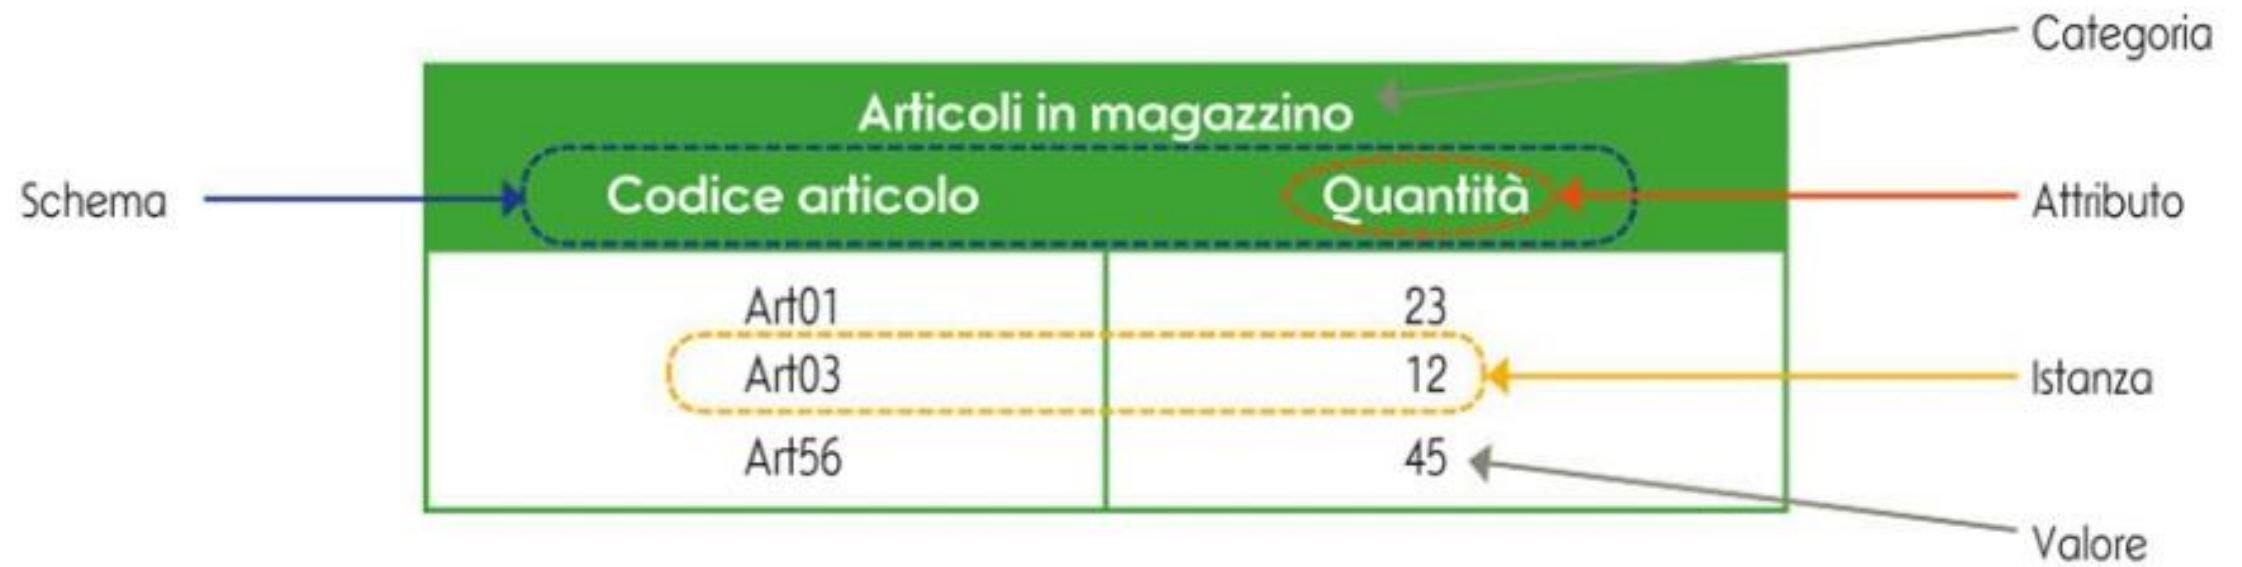 Categoria
Articoli in magazzino
Schema
Codice articolo Quantità
Attributo
Art01 23
Art03 12
Istanza
Art56 45
Valore